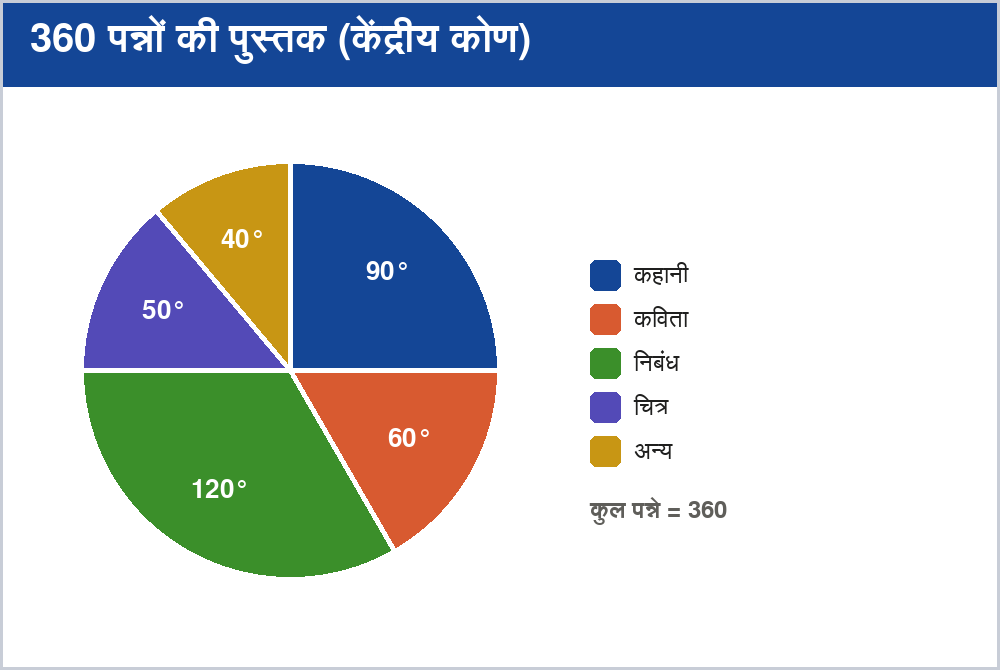 360 पन्नों की पुस्तक (केंद्रीय कोण)
40°
90°
50°
60°
120°
कहानी
कविता
निबंध
चित्र
अन्य
कुल पन्ने = 360